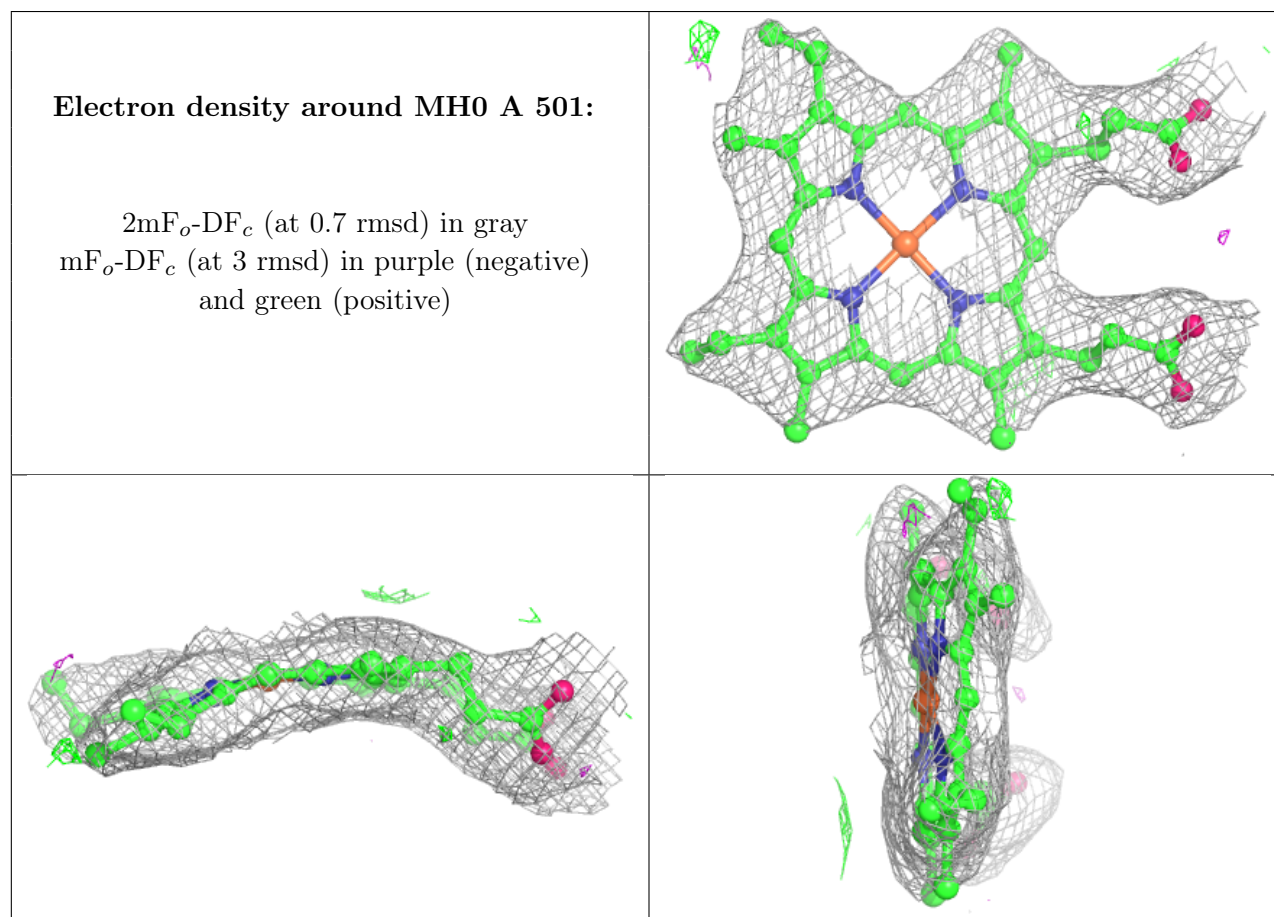 Electron density around MH0 A 501:
2mFo-DFc (at 0.7 rmsd) in gray
mFo-DFc (at 3 rmsd) in purple (negative)
and green (positive)